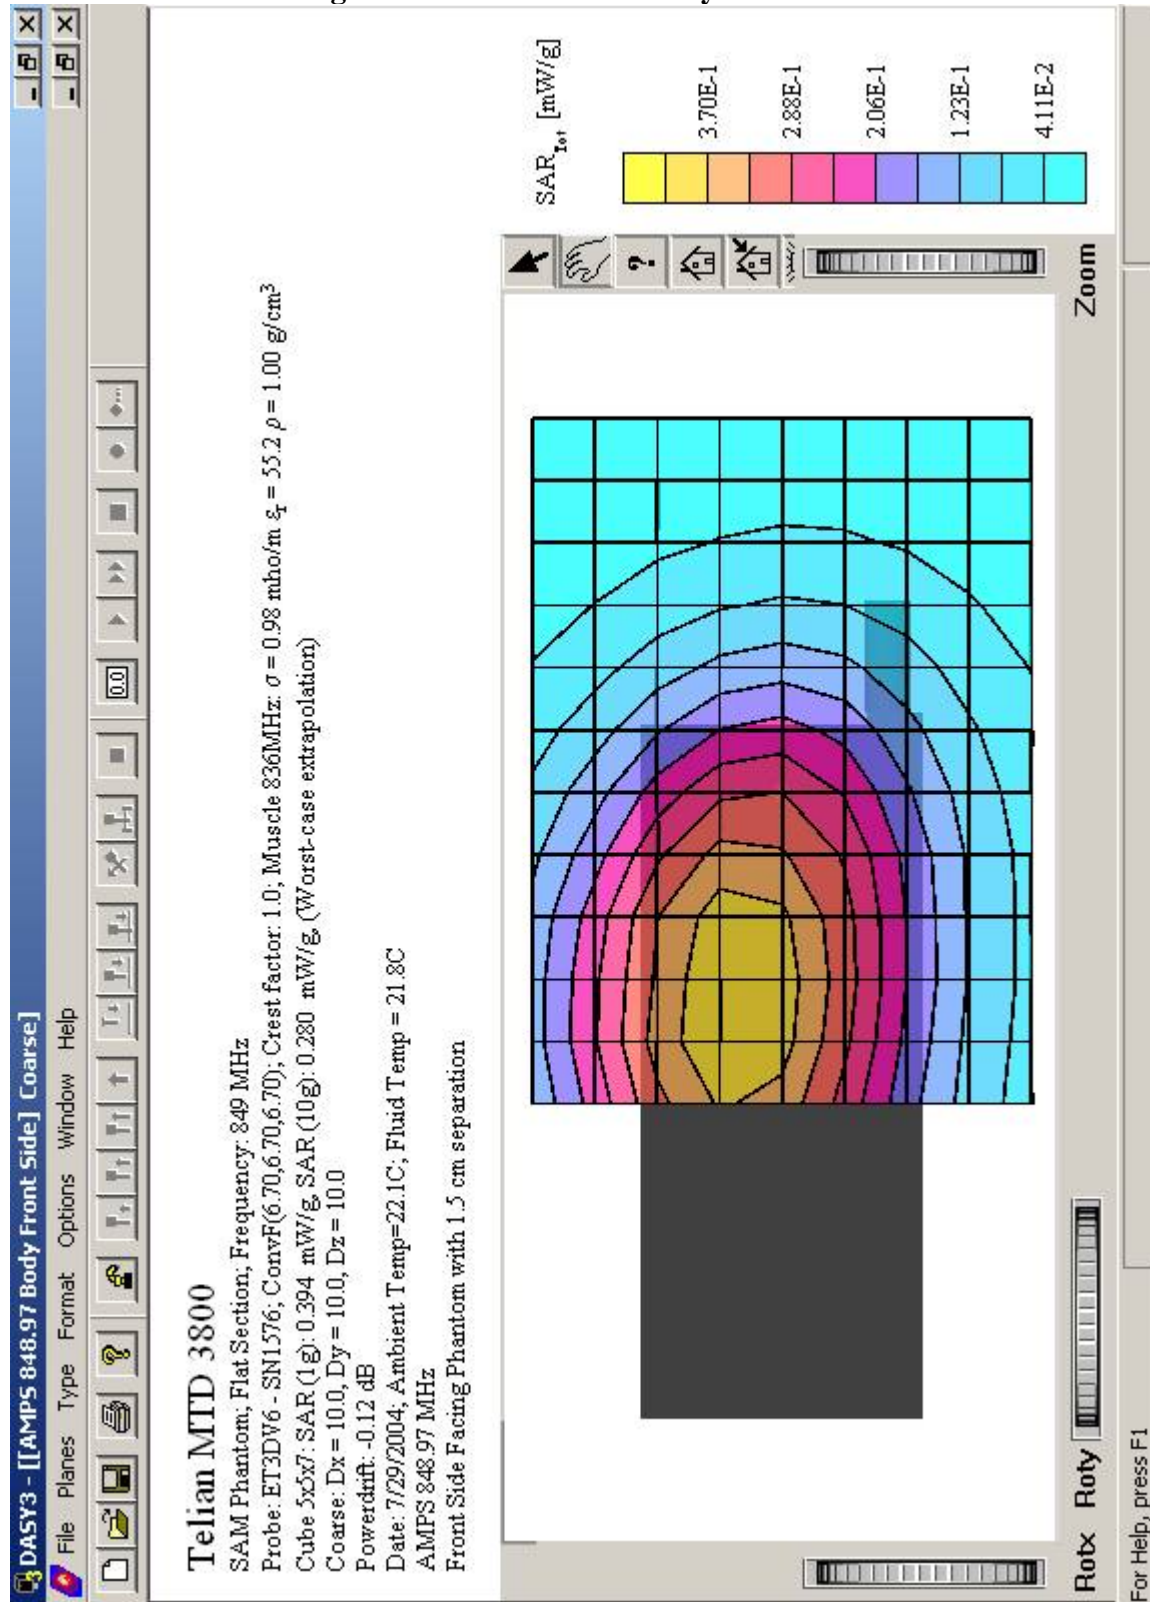 DASY3 - [[AMPS 848.97 Body Front Side] Coarse]
File Planes Type Format Options Window Help
0.0
Telian MTD 3800
SAM Phantom; Flat Section; Frequency: 849 MHz
Probe: ET3DV6 - SN1576; ConvF(6.70,6.70,6.70); Crest factor: 1.0; Muscle 836MHz: σ = 0.98 mho/m εr = 55.2 ρ = 1.00 g/cm³
Cube 5x5x7: SAR (1g): 0.394 mW/g, SAR (10g): 0.280 mW/g, (Worst-case extrapolation)
Coarse: Dx = 10.0, Dy = 10.0, Dz = 10.0
Powerdrift: -0.12 dB
Date: 7/29/2004; Ambient Temp=22.1C; Fluid Temp = 21.8C
AMPS 848.97 MHz
Front Side Facing Phantom with 1.5 cm separation
SARTot [mW/g]
3.70E-1
2.88E-1
2.06E-1
1.23E-1
4.11E-2
Rotx Roty Zoom
For Help, press F1